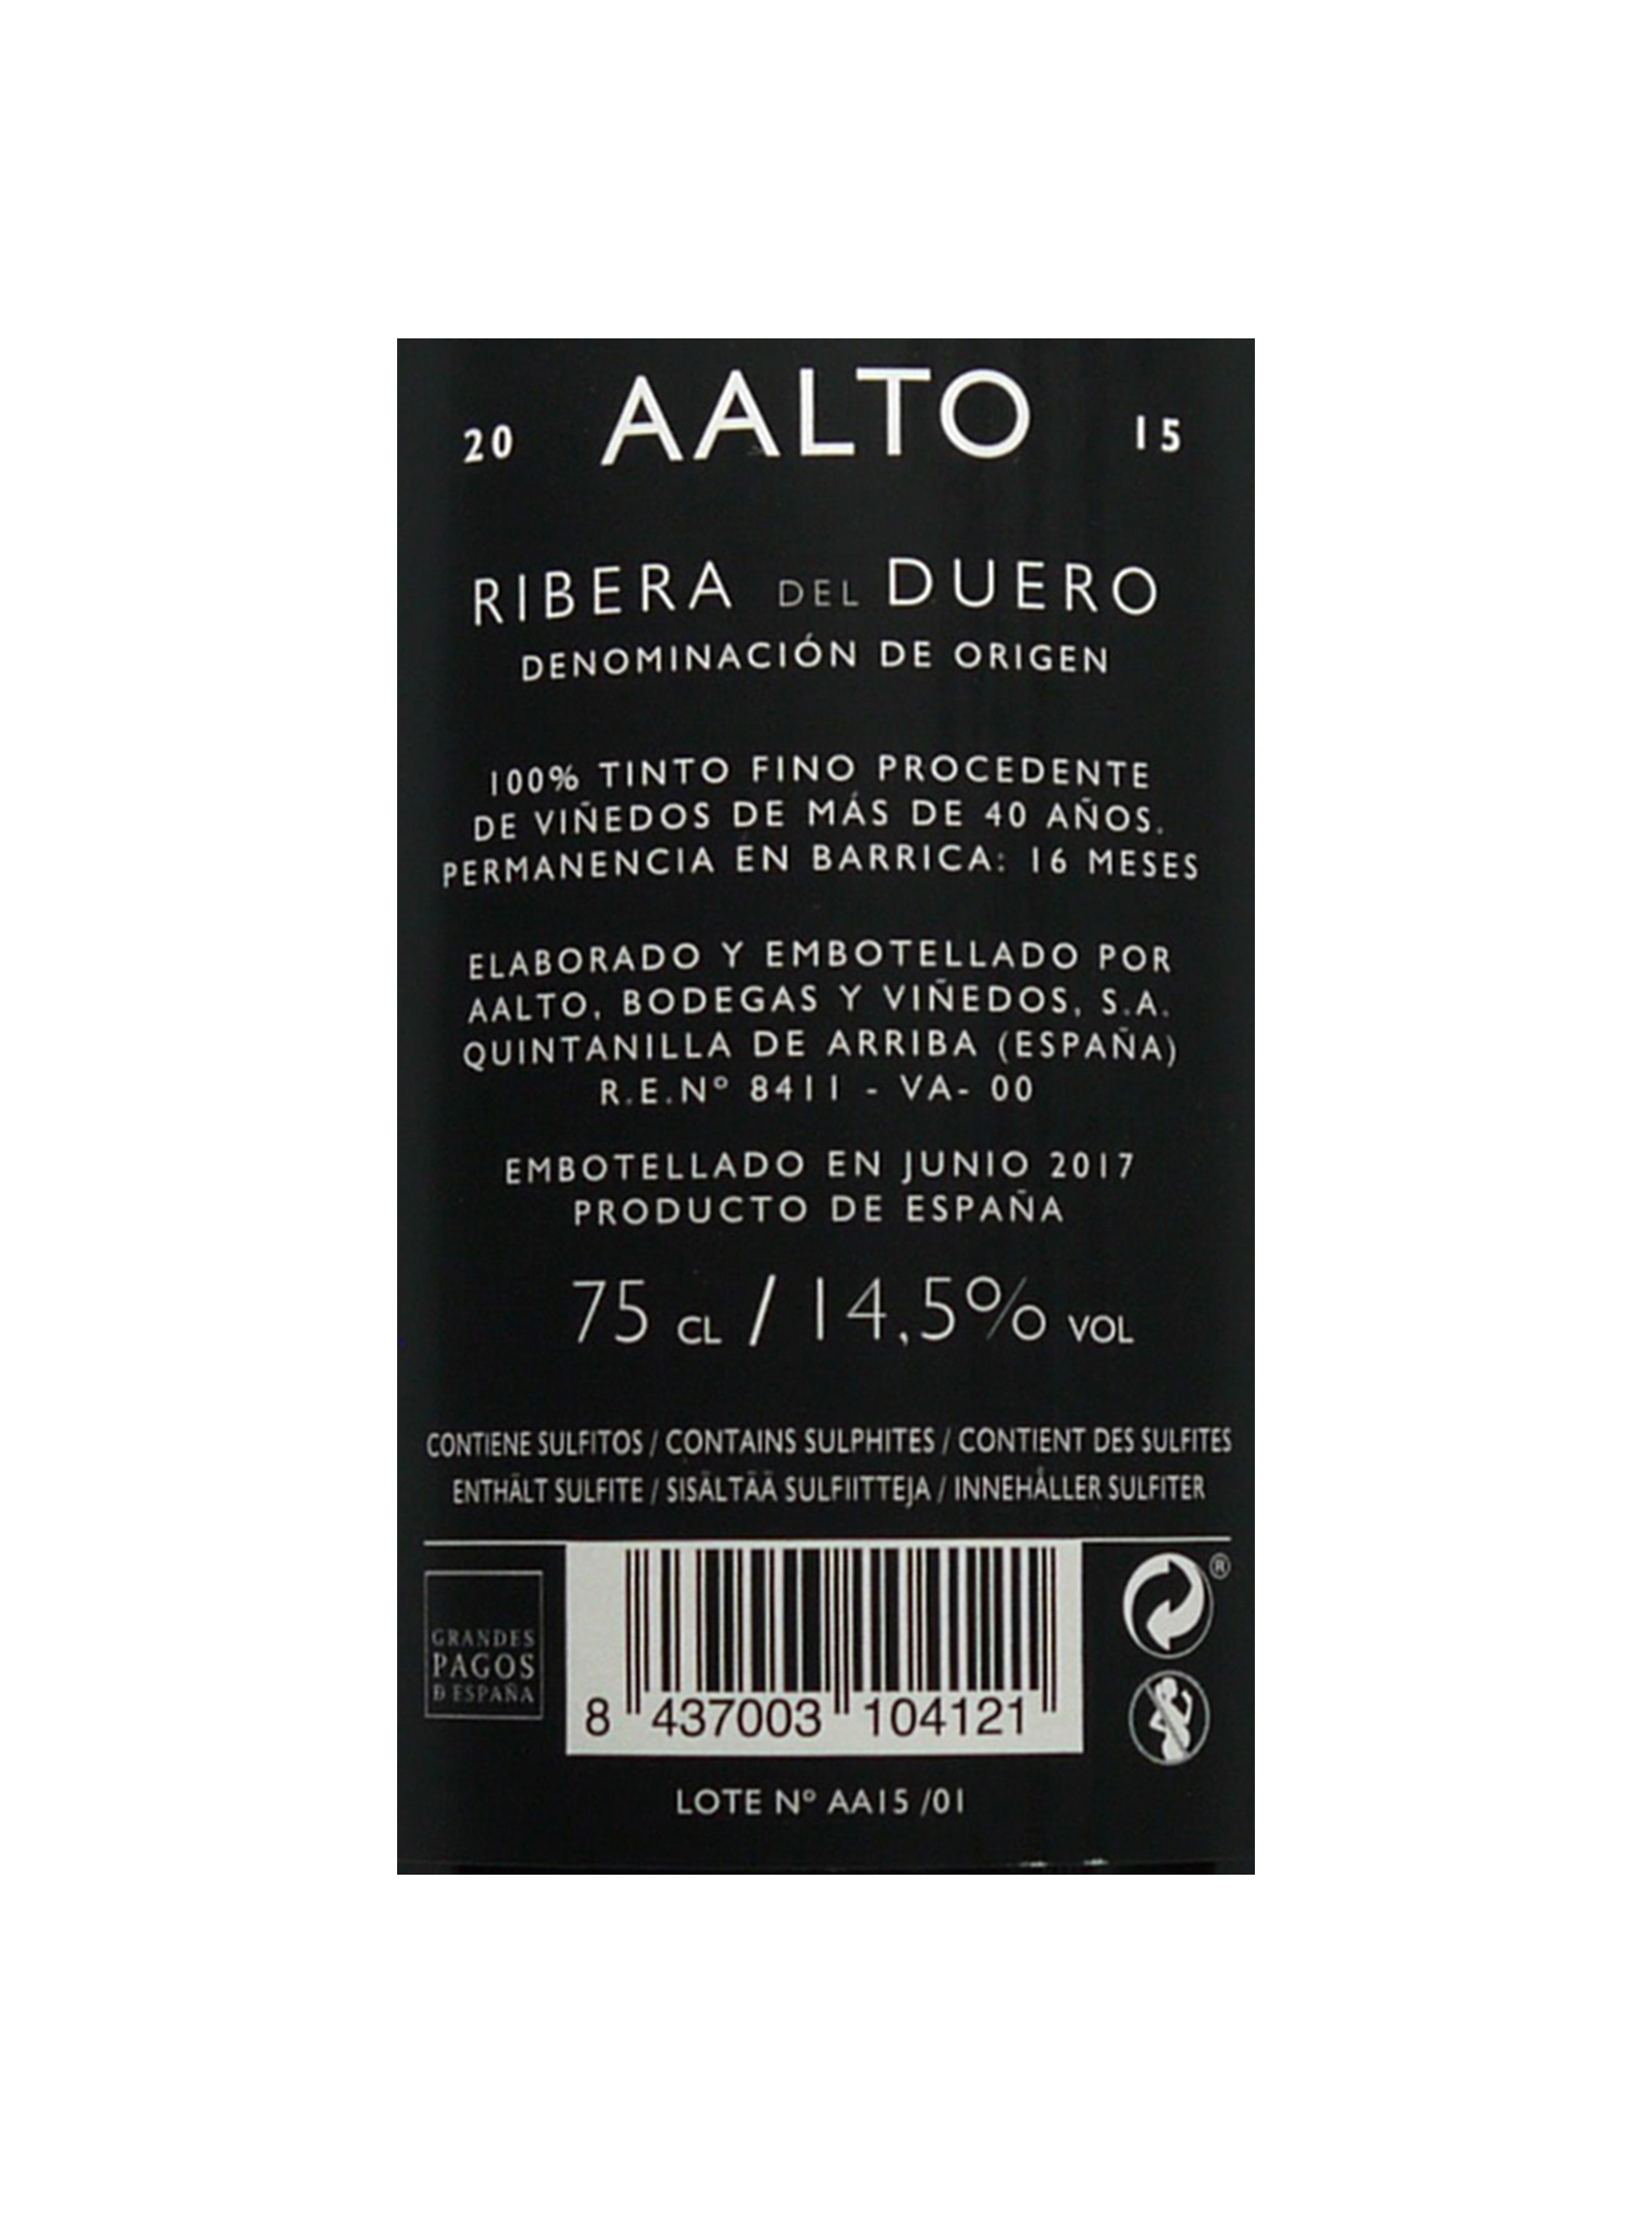 20 AALTO 15
RIBERA DEL DUERO
DENOMINACIÓN DE ORIGEN
100% TINTO FINO PROCEDENTE
DE VIÑEDOS DE MÁS DE 40 AÑOS.
PERMANENCIA EN BARRICA: 16 MESES
ELABORADO Y EMBOTELLADO POR
AALTO, BODEGAS Y VIÑEDOS, S.A.
QUINTANILLA DE ARRIBA (ESPAÑA)
R.E.Nº 8411 - VA- 00
EMBOTELLADO EN JUNIO 2017
PRODUCTO DE ESPAÑA
75 CL / 14,5% VOL
CONTIENE SULFITOS / CONTAINS SULPHITES / CONTIENT DES SULFITES
ENTHÄLT SULFITE / SISÄLTÄÄ SULFIITTEJA / INNEHÅLLER SULFITER
GRANDES
PAGOS
D ESPAÑA
8 437003 104121
®
LOTE Nº AA15 /01